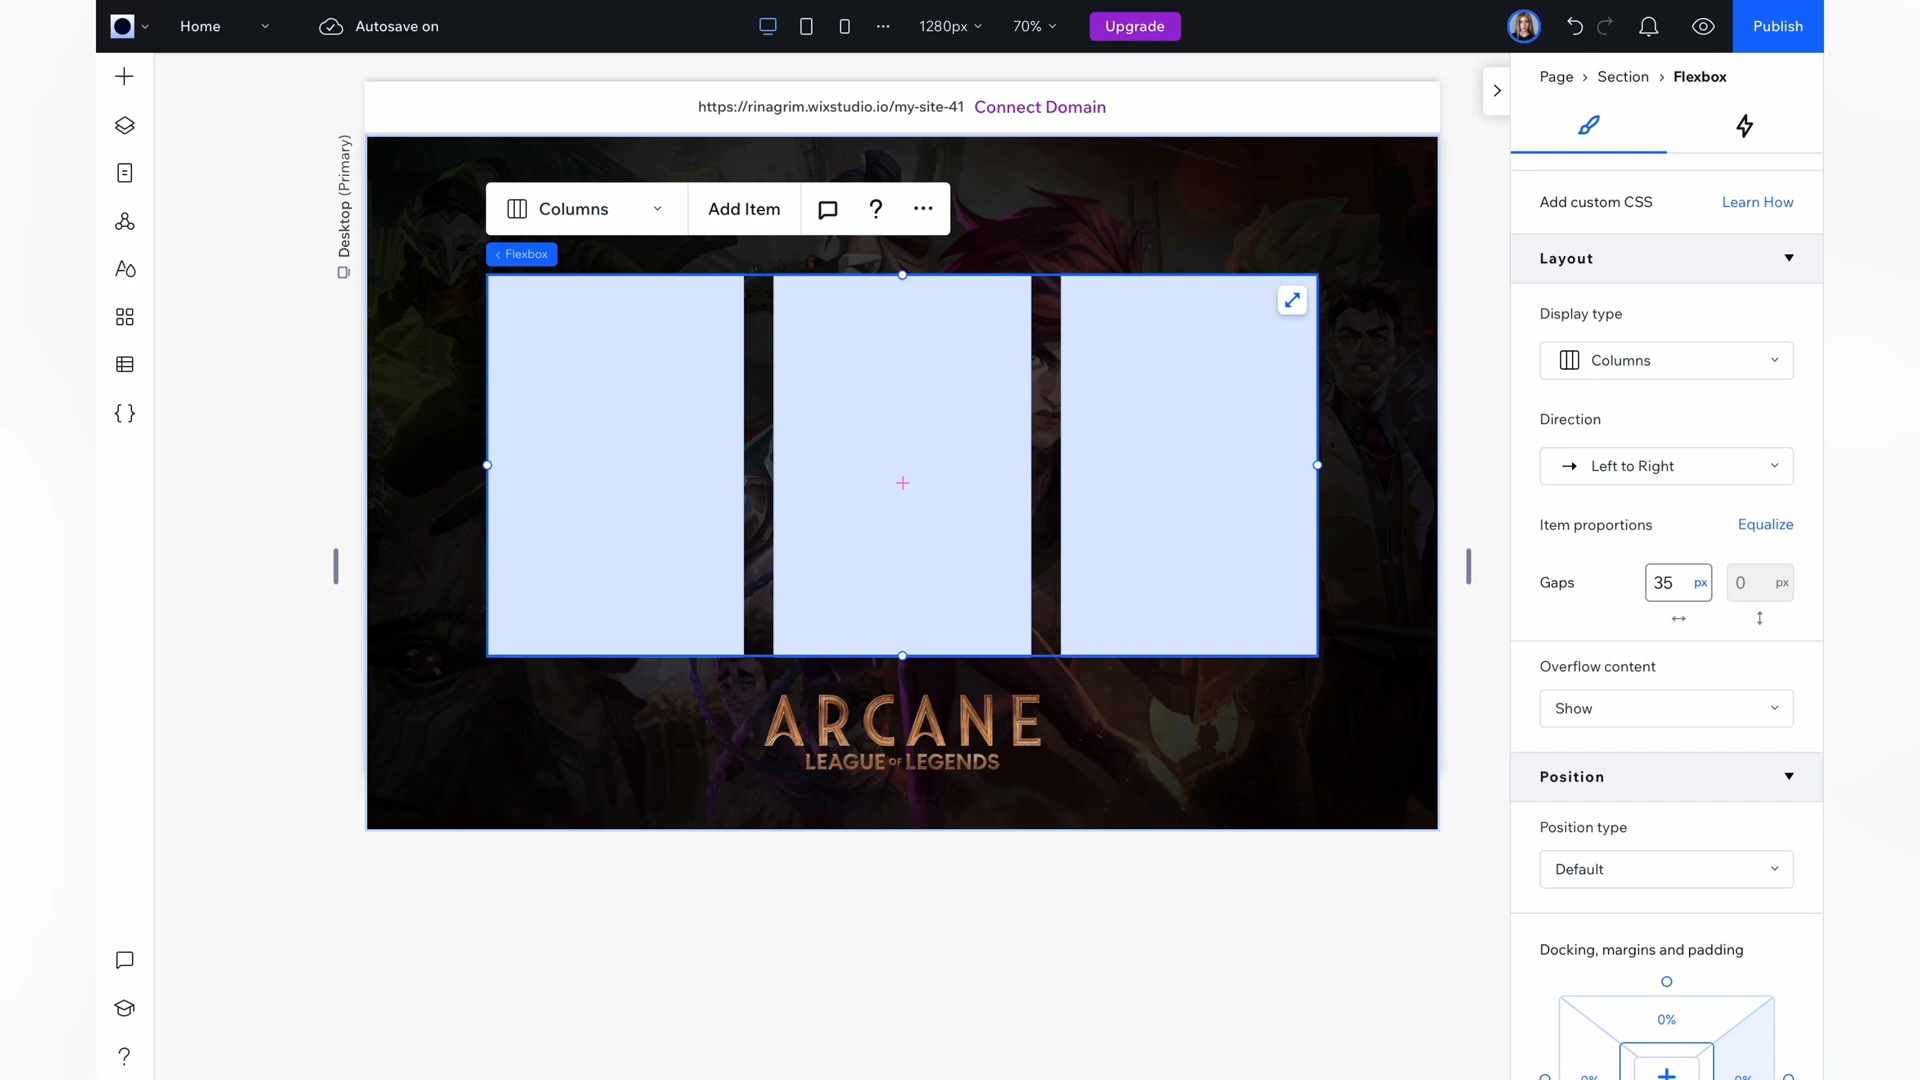 Home
Autosave on
1280px
70%
Upgrade
Publish
https://rinagrim.wixstudio.io/my-site-41 Connect Domain
Desktop (Primary)
Columns
Add Item
?
Flexbox
ARCANE
LEAGUE OF LEGENDS
Page > Section > Flexbox
Add custom CSS
Learn How
Layout
Display type
Columns
Direction
Left to Right
Item proportions
Equalize
Gaps
35 px
0 px
Overflow content
Show
Position
Position type
Default
Docking, margins and padding
0%
0%
0%
?